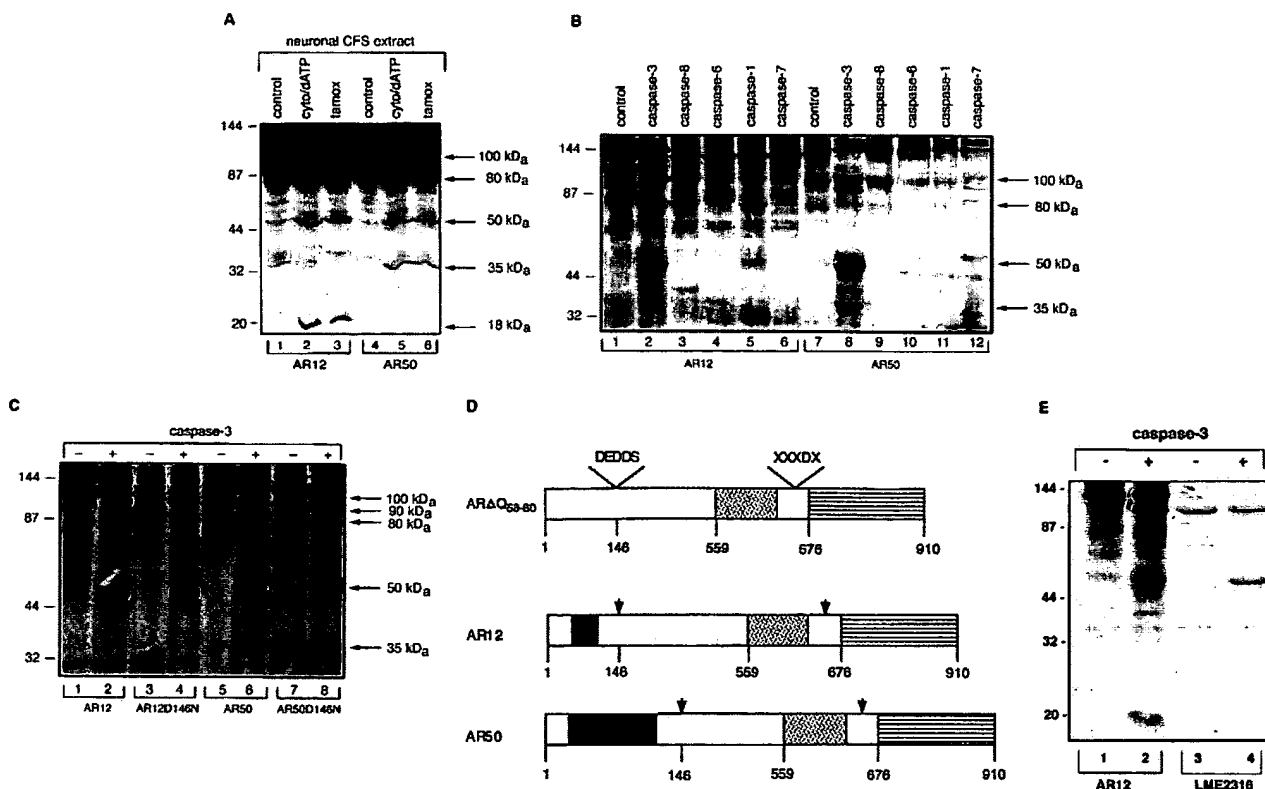 A
neuronal CFS extract
control
cyto/dATP
tamox
control
cyto/dATP
tamox
144
87
44
32
20
100 kDa
80 kDa
50 kDa
35 kDa
18 kDa
1 2 3 4 5 6
AR12 AR50
B
control
caspase-3
caspase-8
caspase-6
caspase-1
caspase-7
control
caspase-3
caspase-8
caspase-6
caspase-1
caspase-7
144
87
44
32
100 kDa
80 kDa
50 kDa
35 kDa
1 2 3 4 5 6 7 8 9 10 11 12
AR12 AR50
C
caspase-3
− + − + − + − +
144
87
44
32
100 kDa
90 kDa
80 kDa
50 kDa
35 kDa
1 2 3 4 5 6 7 8
AR12 AR12D146N AR50 AR50D146N
D
DEDDS XXXDX
ARΔQ58-80
1 146 559 676 910
AR12
1 146 559 676 910
AR50
1 146 559 676 910
E
caspase-3
- + - +
144
87
44
32
20
1 2 3 4
AR12 LME2316